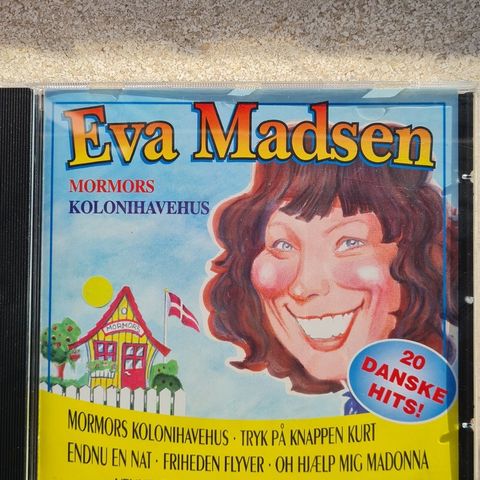 Eva Madsen
MORMORS
KOLONIHAVEHUS
MORMORS
20
DANSKE
HITS!
MORMORS KOLONIHAVEHUS · TRYK PÅ KNAPPEN KURT
ENDNU EN NAT · FRIHEDEN FLYVER · OH HJÆLP MIG MADONNA